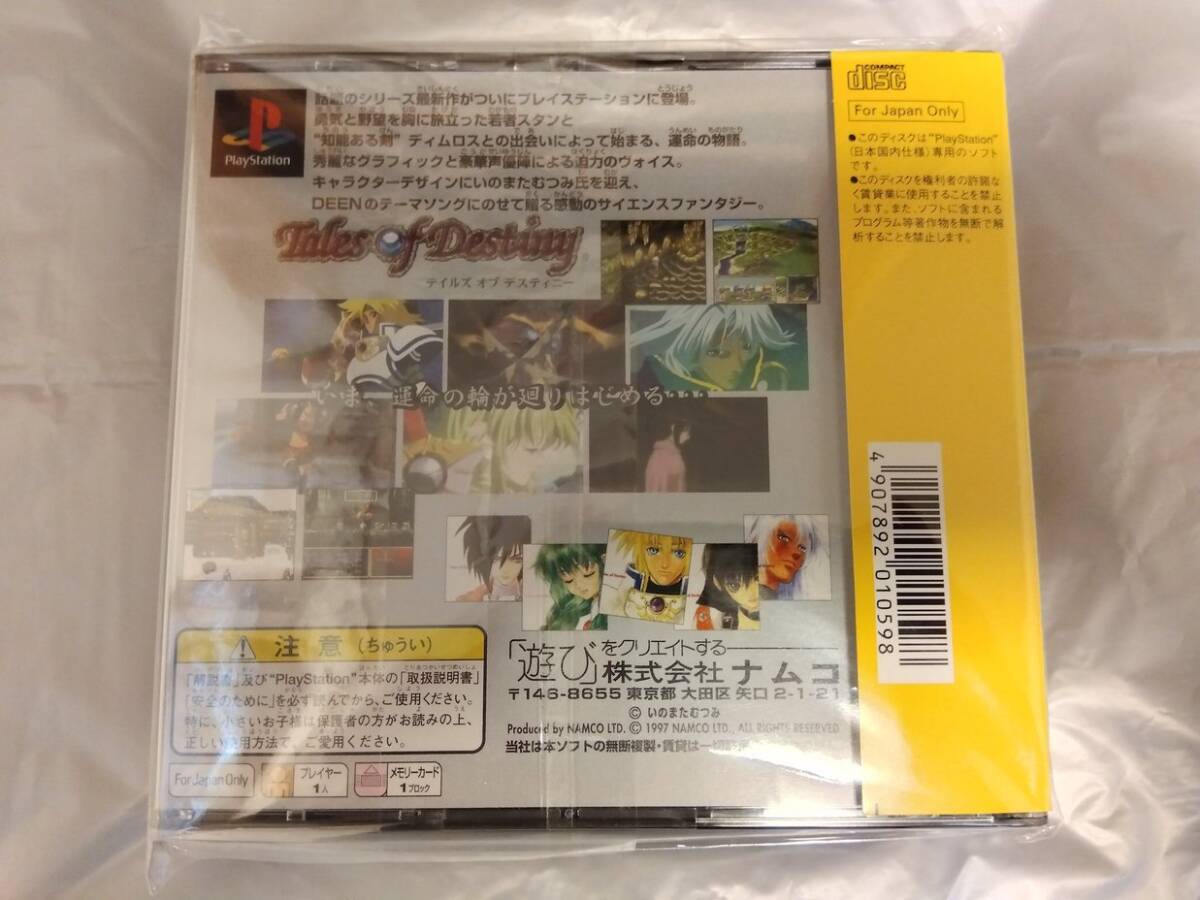 PlayStation
話題のシリーズ最新作がついにプレイステーションに登場。
勇気と野望を胸に旅立った若者スタンと
“知能ある剣” ディムロスとの出会いによって始まる、運命の物語。
秀麗なグラフィックと豪華声優陣による迫力のヴォイス。
キャラクターデザインにいのまたむつみ氏を迎え、
DEENのテーマソングにのせて贈る感動のサイエンスファンタジー。
Tales of Destiny
テイルズ オブ デスティニー
いま、運命の輪が廻りはじめる‥‥
注意 (ちゅうい)
「解説書」及び“PlayStation”本体の「取扱説明書」
「安全のために」を必ず読んでから、ご使用ください。
特に、小さいお子様は保護者の方がお読みの上、
正しい使用方法で、ご愛用ください。
For Japan Only
プレイヤー
1人
メモリーカード
1ブロック
「遊び」をクリエイトする
株式会社 ナムコ
〒146-8655 東京都 大田区 矢口 2-1-21
© いのまたむつみ
Produced by NAMCO LTD. © 1997 NAMCO LTD., ALL RIGHTS RESERVED
当社は本ソフトの無断複製・賃貸は一切
COMPACT
disc
For Japan Only
●このディスクは“PlayStation”
(日本国内仕様)専用のソフト
です。
●このディスクを権利者の許諾な
く賃貸業に使用することを禁止
します。また、ソフトに含まれる
プログラム等著作物を無断で解
析することを禁止します。
4 907892 010598